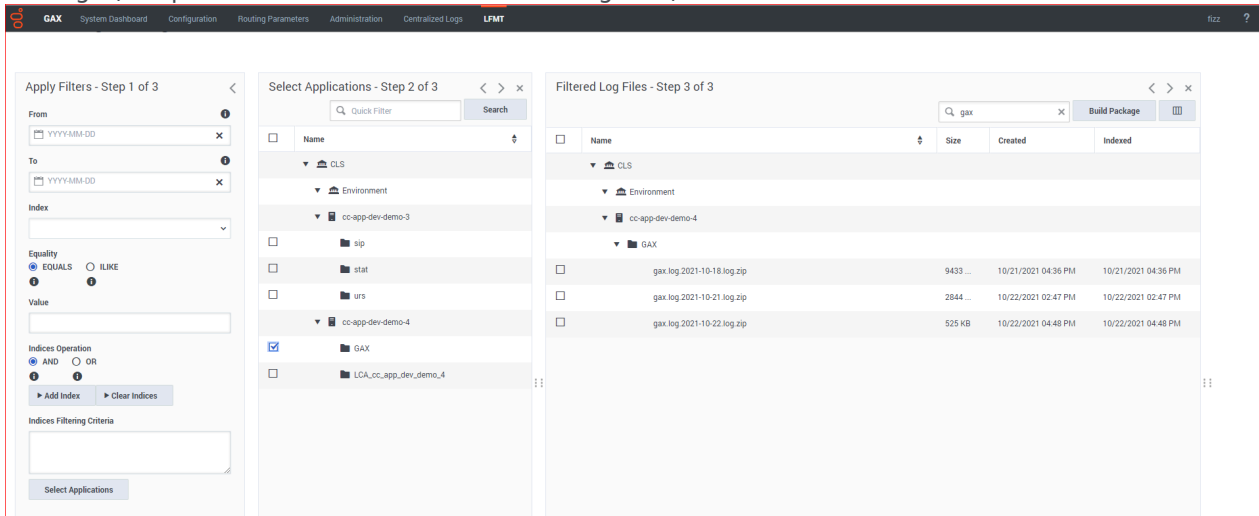 GAX System Dashboard Configuration Routing Parameters Administration Centralized Logs LFMT fizz ?
Apply Filters - Step 1 of 3
From
YYYY-MM-DD
To
YYYY-MM-DD
Index
Equality
EQUALS ILIKE
Value
Indices Operation
AND OR
Add Index Clear Indices
Indices Filtering Criteria
Select Applications
Select Applications - Step 2 of 3
Quick Filter Search
Name
CLS
Environment
cc-app-dev-demo-3
sip
stat
urs
cc-app-dev-demo-4
GAX
LCA_cc_app_dev_demo_4
Filtered Log Files - Step 3 of 3
gax Build Package
Name Size Created Indexed
CLS
Environment
cc-app-dev-demo-4
GAX
gax.log.2021-10-18.log.zip 9433 ... 10/21/2021 04:36 PM 10/21/2021 04:36 PM
gax.log.2021-10-21.log.zip 2844 ... 10/22/2021 02:47 PM 10/22/2021 02:47 PM
gax.log.2021-10-22.log.zip 525 KB 10/22/2021 04:48 PM 10/22/2021 04:48 PM